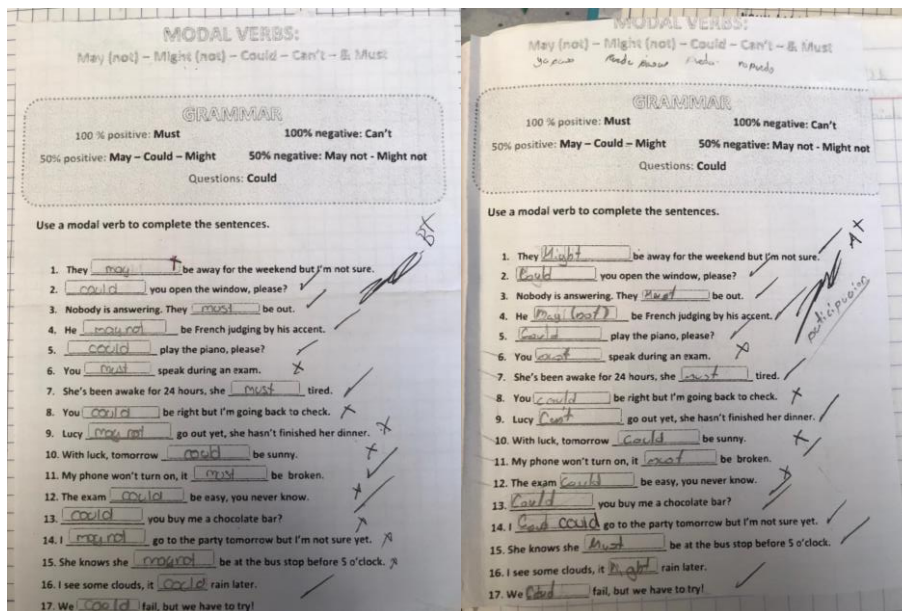 MODAL VERBS:
May (not) – Might (not) – Could – Can't – & Must
GRAMMAR
100 % positive: Must 100% negative: Can't
50% positive: May – Could – Might 50% negative: May not - Might not
Questions: Could
Use a modal verb to complete the sentences.
B+
1. They may be away for the weekend but I'm not sure.
2. could you open the window, please?
3. Nobody is answering. They must be out.
4. He may not be French judging by his accent.
5. could play the piano, please?
6. You must speak during an exam.
7. She's been awake for 24 hours, she must tired.
8. You could be right but I'm going back to check.
9. Lucy may not go out yet, she hasn't finished her dinner.
10. With luck, tomorrow could be sunny.
11. My phone won't turn on, it must be broken.
12. The exam could be easy, you never know.
13. could you buy me a chocolate bar?
14. I may not go to the party tomorrow but I'm not sure yet.
15. She knows she may not be at the bus stop before 5 o'clock.
16. I see some clouds, it could rain later.
17. We could fail, but we have to try!
MODAL VERBS:
May (not) – Might (not) – Could – Can't – & Must
no puedo
GRAMMAR
100 % positive: Must 100% negative: Can't
50% positive: May – Could – Might 50% negative: May not - Might not
Questions: Could
Use a modal verb to complete the sentences.
A+
participacion
1. They Might be away for the weekend but I'm not sure.
2. Could you open the window, please?
3. Nobody is answering. They Must be out.
4. He May (not) be French judging by his accent.
5. Could play the piano, please?
6. You must speak during an exam.
7. She's been awake for 24 hours, she must tired.
8. You could be right but I'm going back to check.
9. Lucy Can't go out yet, she hasn't finished her dinner.
10. With luck, tomorrow Could be sunny.
11. My phone won't turn on, it must be broken.
12. The exam Could be easy, you never know.
13. Could you buy me a chocolate bar?
14. I could go to the party tomorrow but I'm not sure yet.
15. She knows she Must be at the bus stop before 5 o'clock.
16. I see some clouds, it Might rain later.
17. We Could fail, but we have to try!